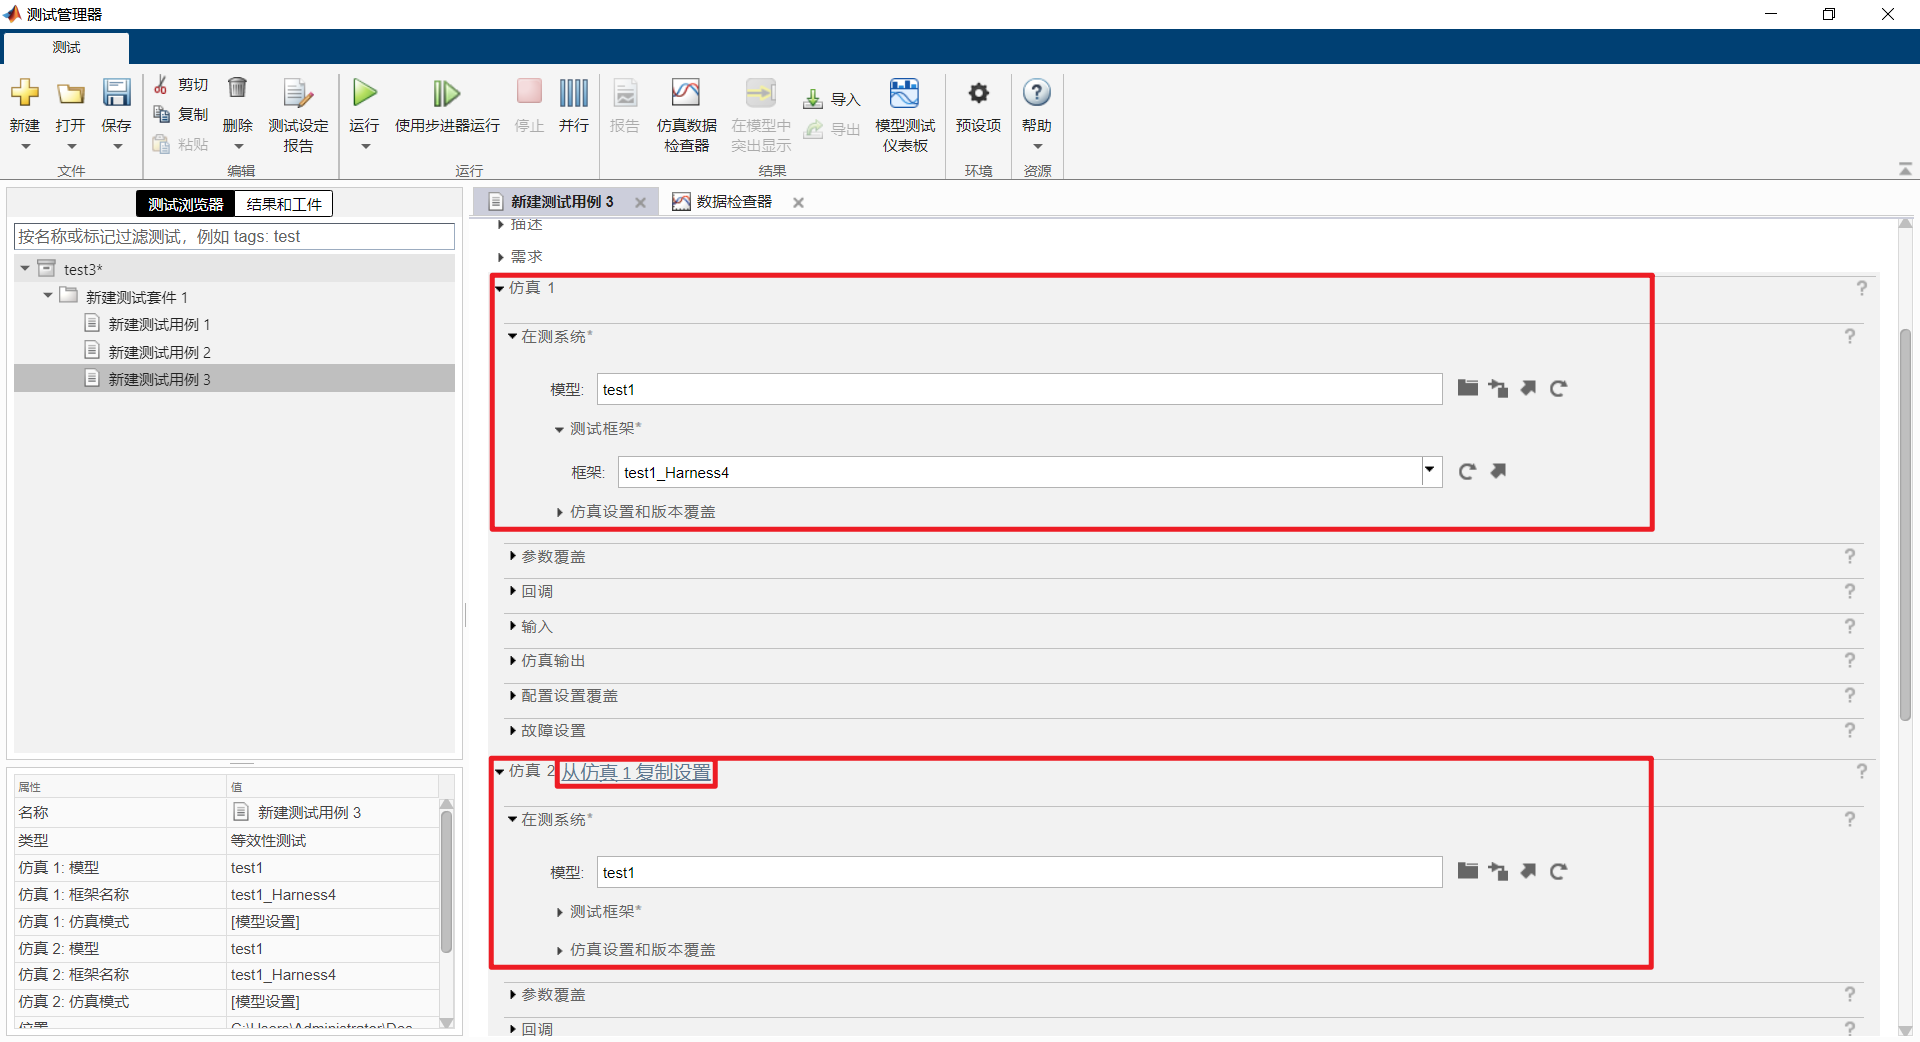 测试管理器
测试
新建
打开
保存
剪切
复制
粘贴
删除
测试设定
报告
运行
使用步进器运行
停止
并行
报告
仿真数据
检查器
在模型中
突出显示
导入
导出
模型测试
仪表板
预设项
帮助
文件
编辑
运行
结果
环境
资源
测试浏览器
结果和工件
按名称或标记过滤测试，例如 tags: test
test3*
新建测试套件 1
新建测试用例 1
新建测试用例 2
新建测试用例 3
属性 值
名称 新建测试用例 3
类型 等效性测试
仿真 1: 模型 test1
仿真 1: 框架名称 test1_Harness4
仿真 1: 仿真模式 [模型设置]
仿真 2: 模型 test1
仿真 2: 框架名称 test1_Harness4
仿真 2: 仿真模式 [模型设置]
位置 C:\Users\Administrator\Des
新建测试用例 3
数据检查器
描述
需求
仿真 1 ?
在测系统* ?
模型: test1
测试框架*
框架: test1_Harness4
仿真设置和版本覆盖
参数覆盖 ?
回调 ?
输入 ?
仿真输出 ?
配置设置覆盖 ?
故障设置 ?
仿真 2 从仿真 1 复制设置 ?
在测系统* ?
模型: test1
测试框架*
仿真设置和版本覆盖
参数覆盖 ?
回调 ?